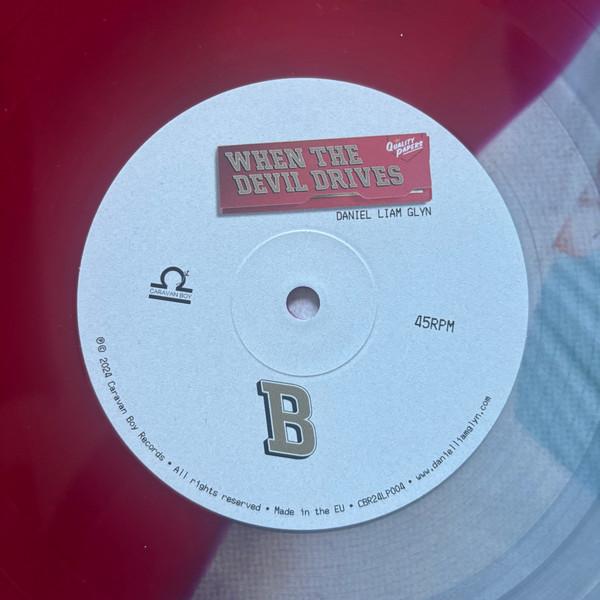 WHEN THE
DEVIL DRIVES
QUALITY
PAPERS
DANIEL LIAM GLYN
CARAVAN BOY
45RPM
B
℗© 2024 Caravan Boy Records • All rights reserved • Made in the EU • CBR24LP004 • www.danielliamglyn.com